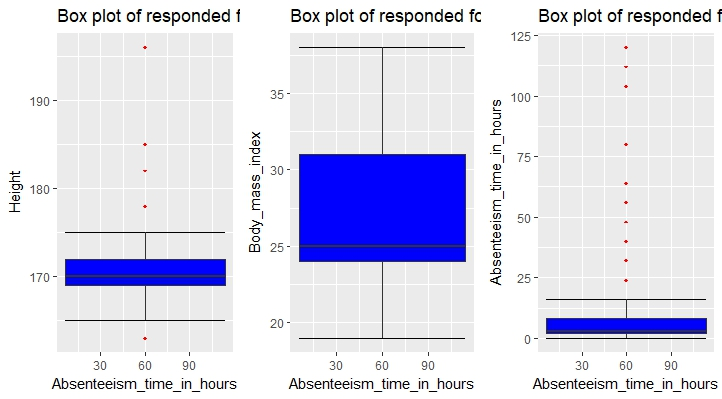 Box plot of responded f
Height
190
180
170
30 60 90
Absenteeism_time_in_hours
Box plot of responded fo
Body_mass_index
35
30
25
20
30 60 90
Absenteeism_time_in_hours
Box plot of responded f
Absenteeism_time_in_hours
125
100
75
50
25
0
30 60 90
Absenteeism_time_in_hours